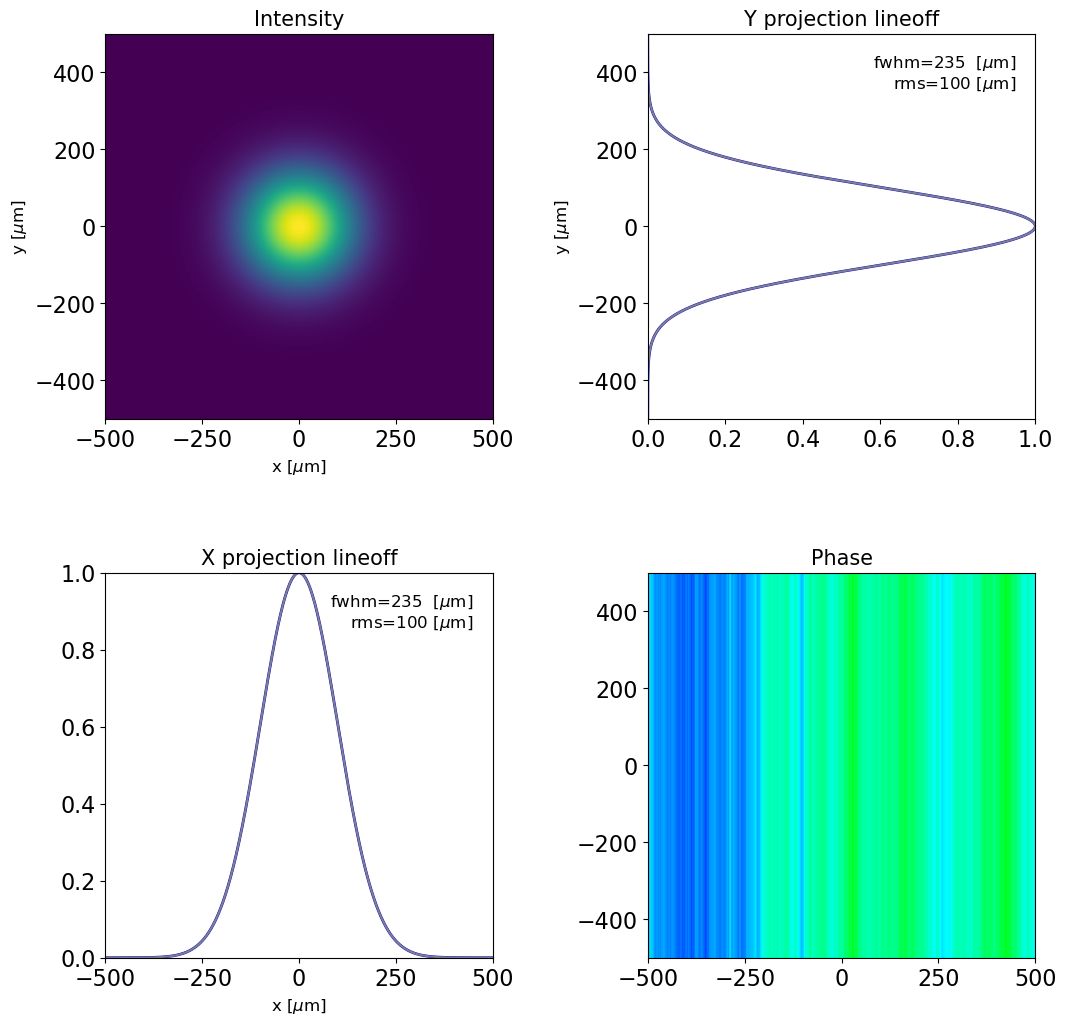 Intensity
400
200
0
−200
−400
y [μm]
−500 −250 0 250 500
x [μm]
Y projection lineoff
fwhm=235 [μm]
rms=100 [μm]
400
200
0
−200
−400
y [μm]
0.0 0.2 0.4 0.6 0.8 1.0
X projection lineoff
fwhm=235 [μm]
rms=100 [μm]
1.0
0.8
0.6
0.4
0.2
0.0
−500 −250 0 250 500
x [μm]
Phase
400
200
0
−200
−400
−500 −250 0 250 500